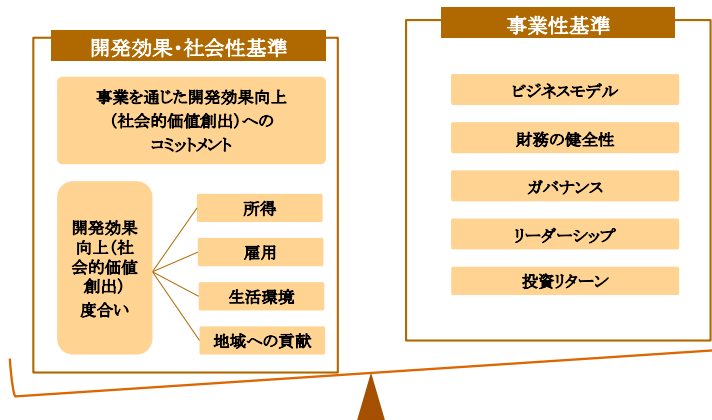 開発効果・社会性基準
事業を通じた開発効果向上
（社会的価値創出）への
コミットメント
開発効果
向上（社
会的価値
創出）
度合い
所得
雇用
生活環境
地域への貢献
事業性基準
ビジネスモデル
財務の健全性
ガバナンス
リーダーシップ
投資リターン